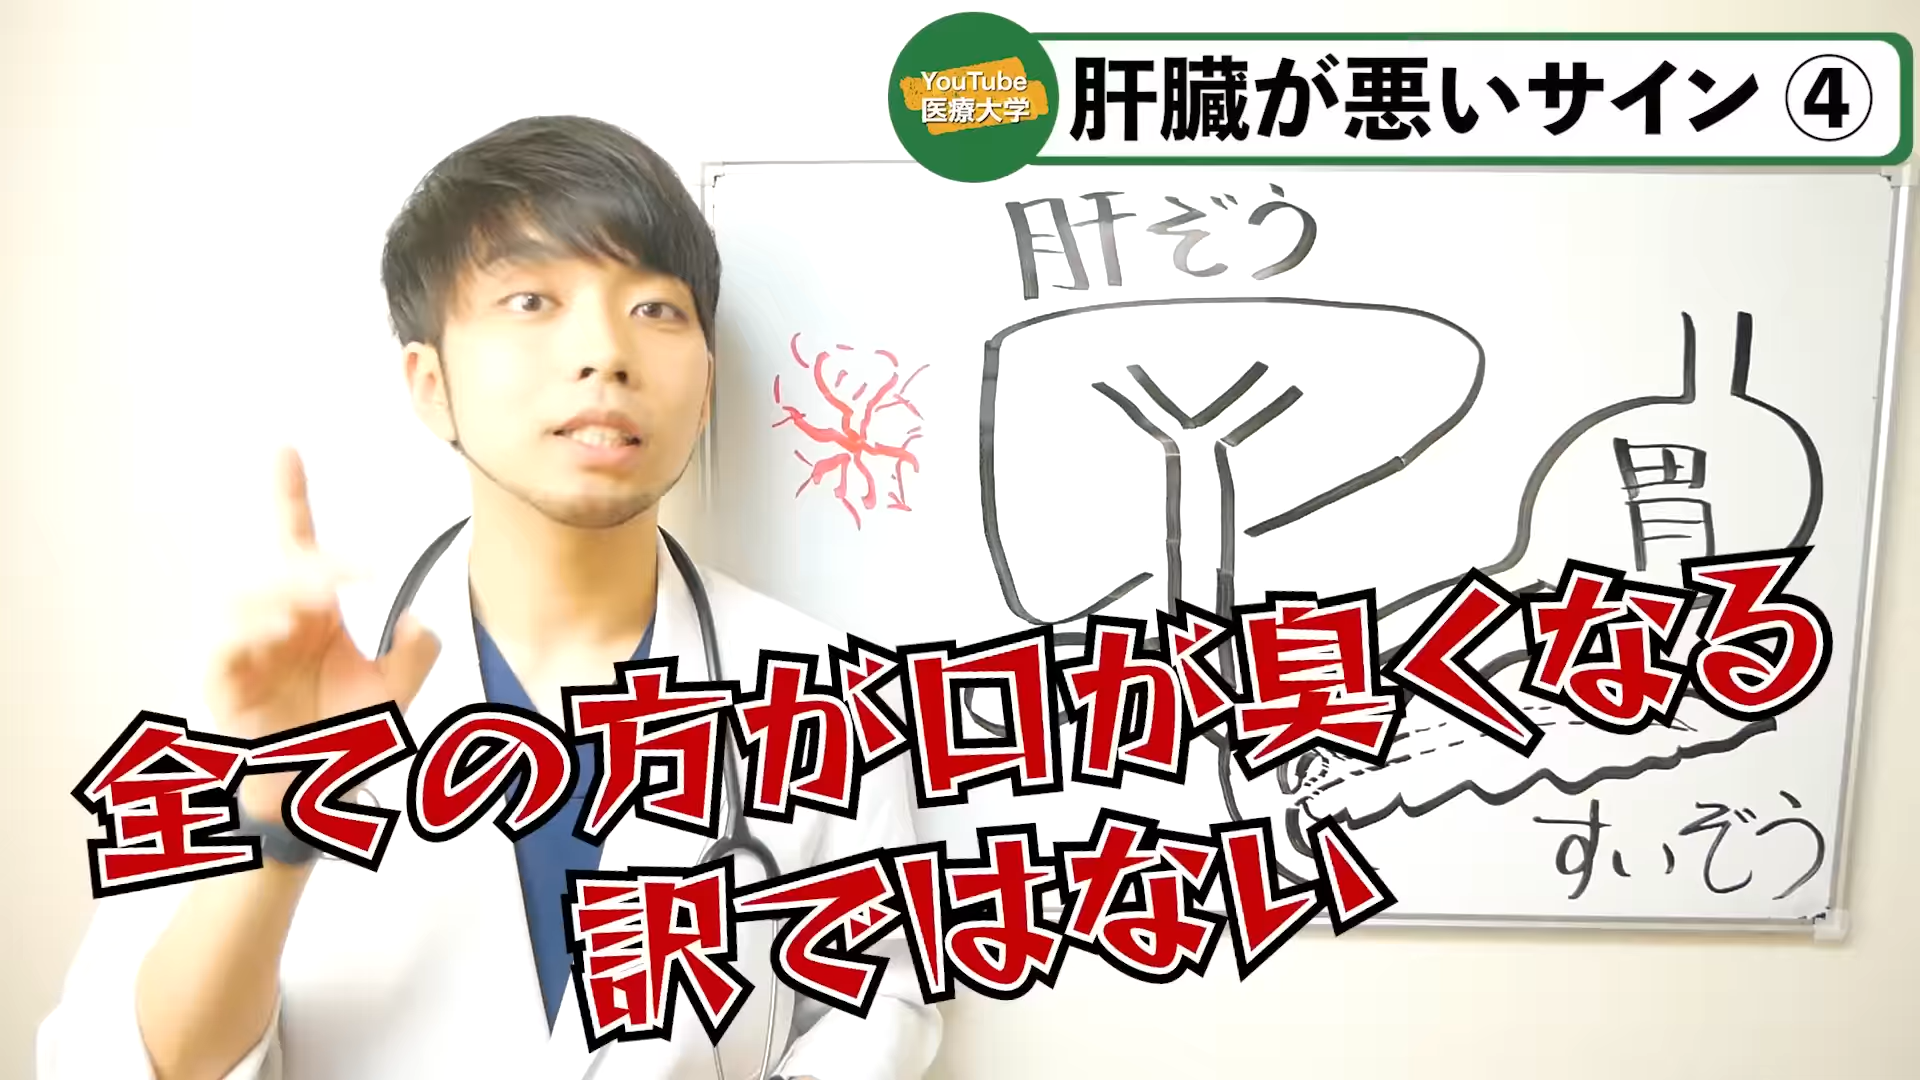 YouTube
医療大学
肝臓が悪いサイン ④
肝ぞう
胃
全ての方が口が臭くなる
訳ではない
すいぞう